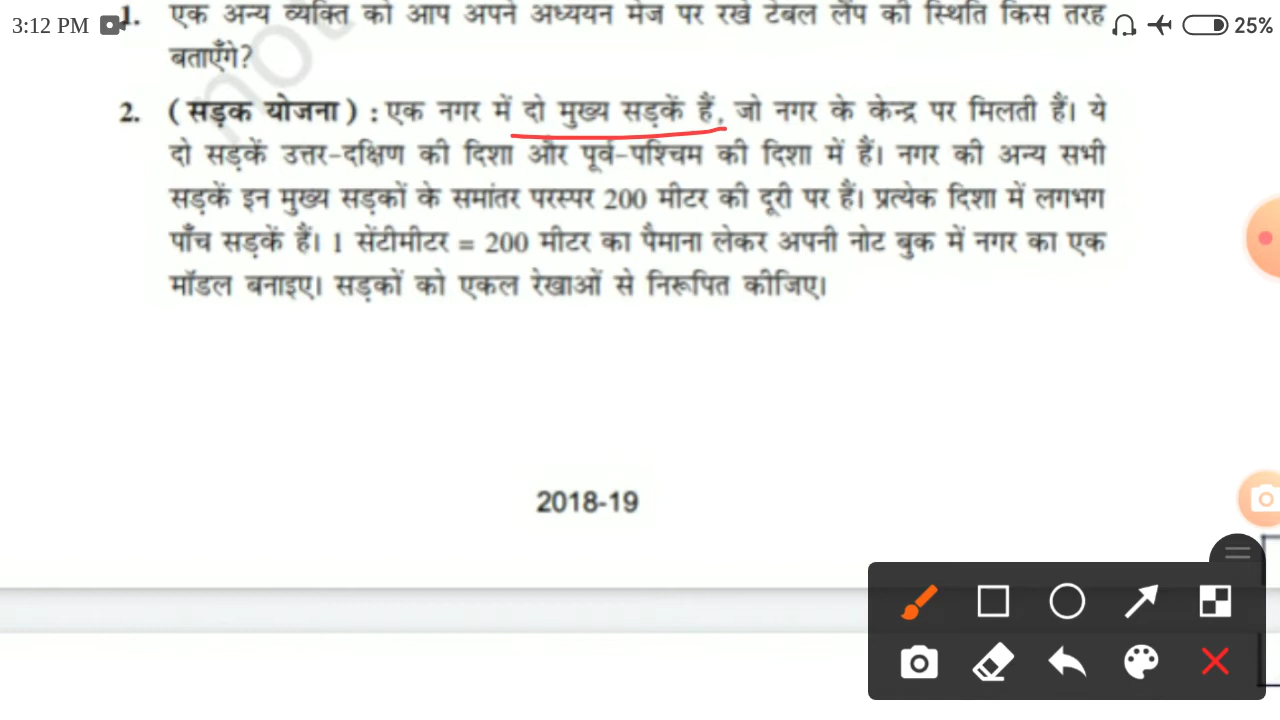 3:12 PM
25%
1. एक अन्य व्यक्ति को आप अपने अध्ययन मेज पर रखे टेबल लैंप की स्थिति किस तरह
बताएँगे?
2. (सड़क योजना) : एक नगर में दो मुख्य सड़कें हैं, जो नगर के केन्द्र पर मिलती हैं। ये
दो सड़कें उत्तर-दक्षिण की दिशा और पूर्व-पश्चिम की दिशा में हैं। नगर की अन्य सभी
सड़कें इन मुख्य सड़कों के समांतर परस्पर 200 मीटर की दूरी पर हैं। प्रत्येक दिशा में लगभग
पाँच सड़कें हैं। 1 सेंटीमीटर = 200 मीटर का पैमाना लेकर अपनी नोट बुक में नगर का एक
मॉडल बनाइए। सड़कों को एकल रेखाओं से निरूपित कीजिए।
2018-19